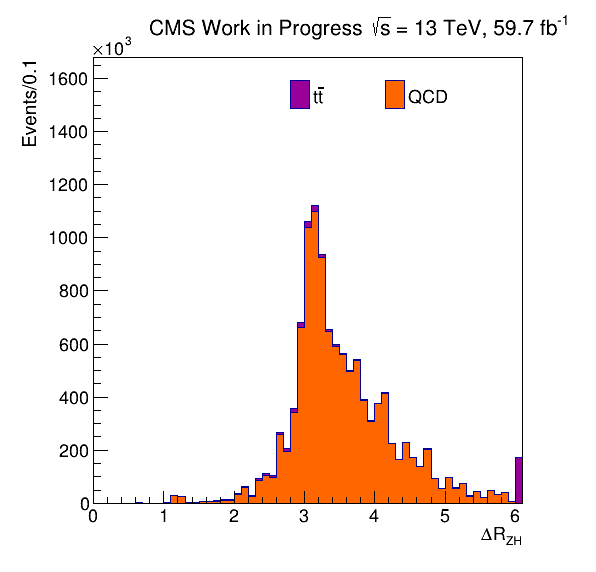 CMS Work in Progress √s = 13 TeV, 59.7 fb⁻¹
×10³
Events/0.1
tt̅ QCD
1600
1400
1200
1000
800
600
400
200
0
0 1 2 3 4 5 6
ΔR_ZH